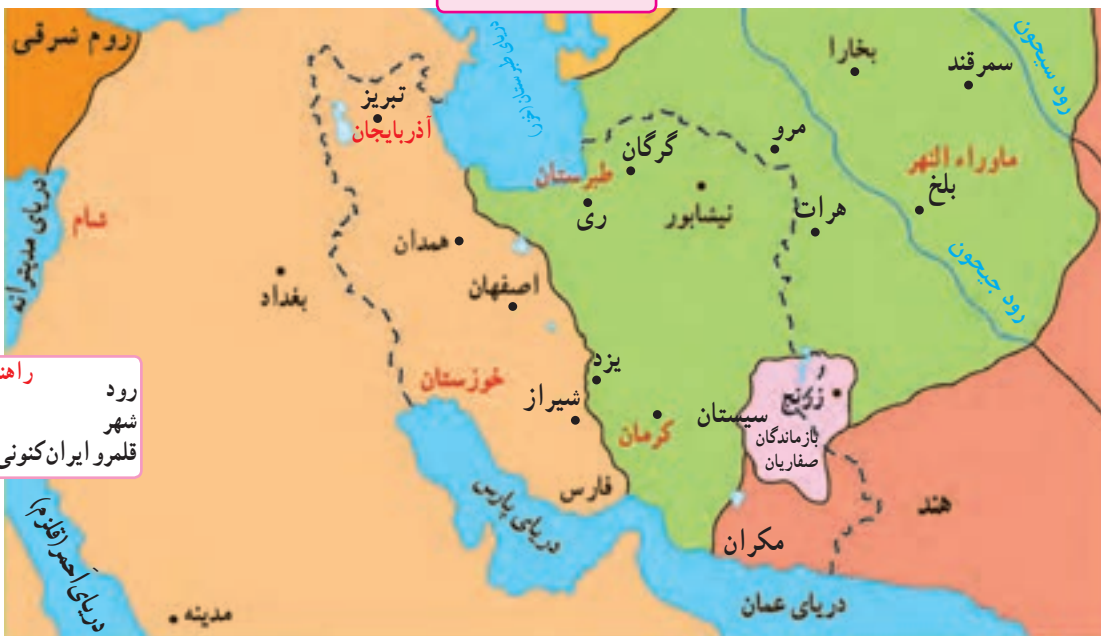 روم شرقی
دریای طبرستان (خزر)
بخارا
سمرقند
رود سیحون
تبریز
آذربایجان
مرو
گرگان
طبرستان
ماوراء النهر
بلخ
نیشابور
هرات
ری
شام
دریای مدیترانه
همدان
بغداد
اصفهان
رود جیحون
خوزستان
یزد
شیراز
کرمان
سیستان
زرنج
بازماندگان
صفاریان
رود
شهر
قلمرو ایران کنونی
فارس
دریای پارس
هند
مکران
دریای احمر (قلزم)
مدینه
دریای عمان